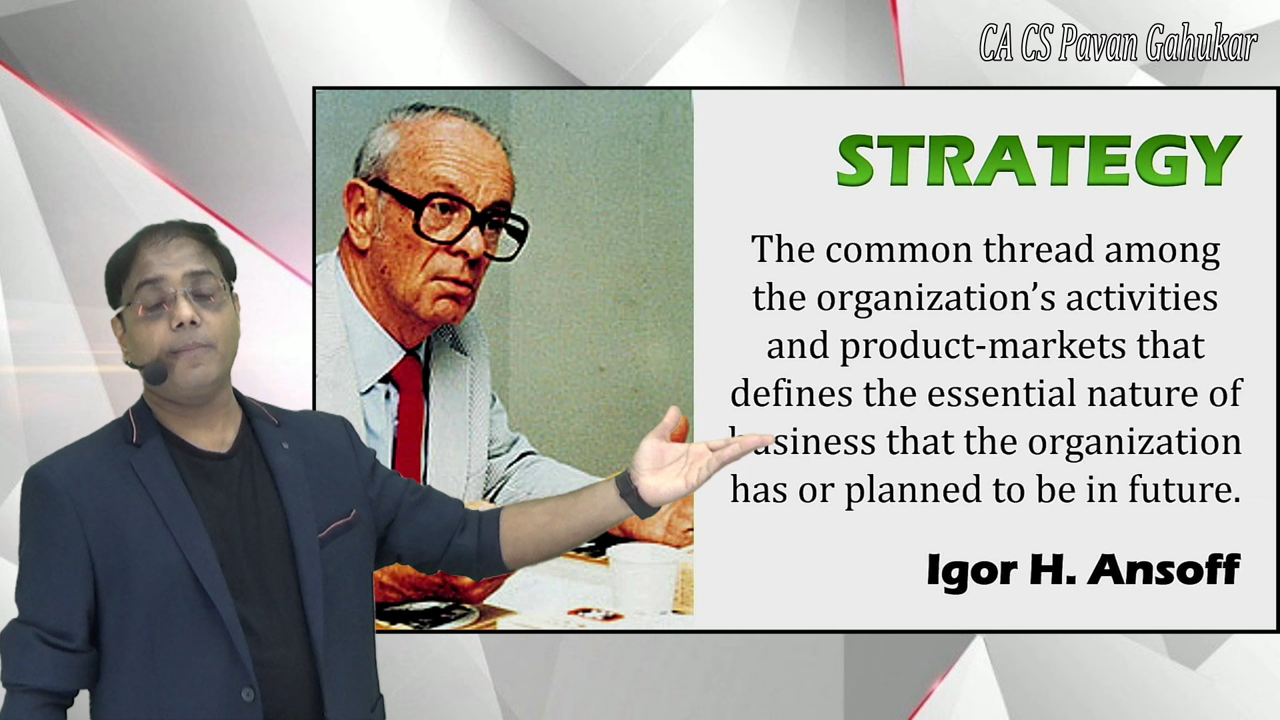 CA CS Pavan Gahukar
STRATEGY
The common thread among
the organization's activities
and product-markets that
defines the essential nature of
business that the organization
has or planned to be in future.
Igor H. Ansoff